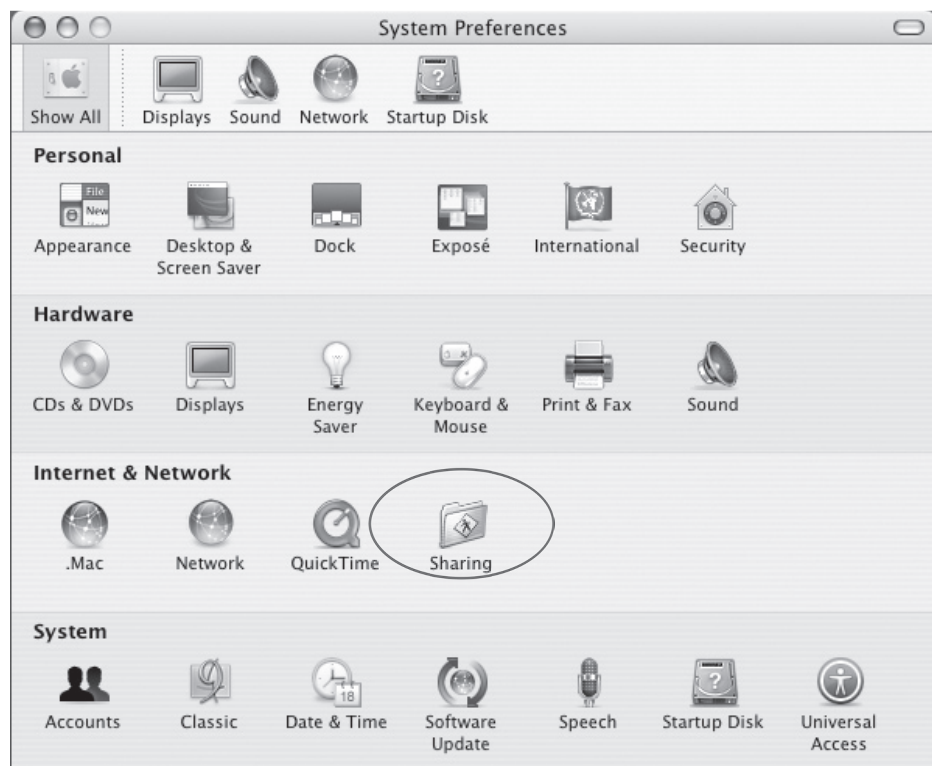 System Preferences
Show All Displays Sound Network Startup Disk
Personal
File
New
Appearance Desktop & Dock Exposé International Security
Screen Saver
Hardware
CDs & DVDs Displays Energy Keyboard & Print & Fax Sound
Saver Mouse
Internet & Network
.Mac Network QuickTime Sharing
System
18
Accounts Classic Date & Time Software Speech Startup Disk Universal
Update Access